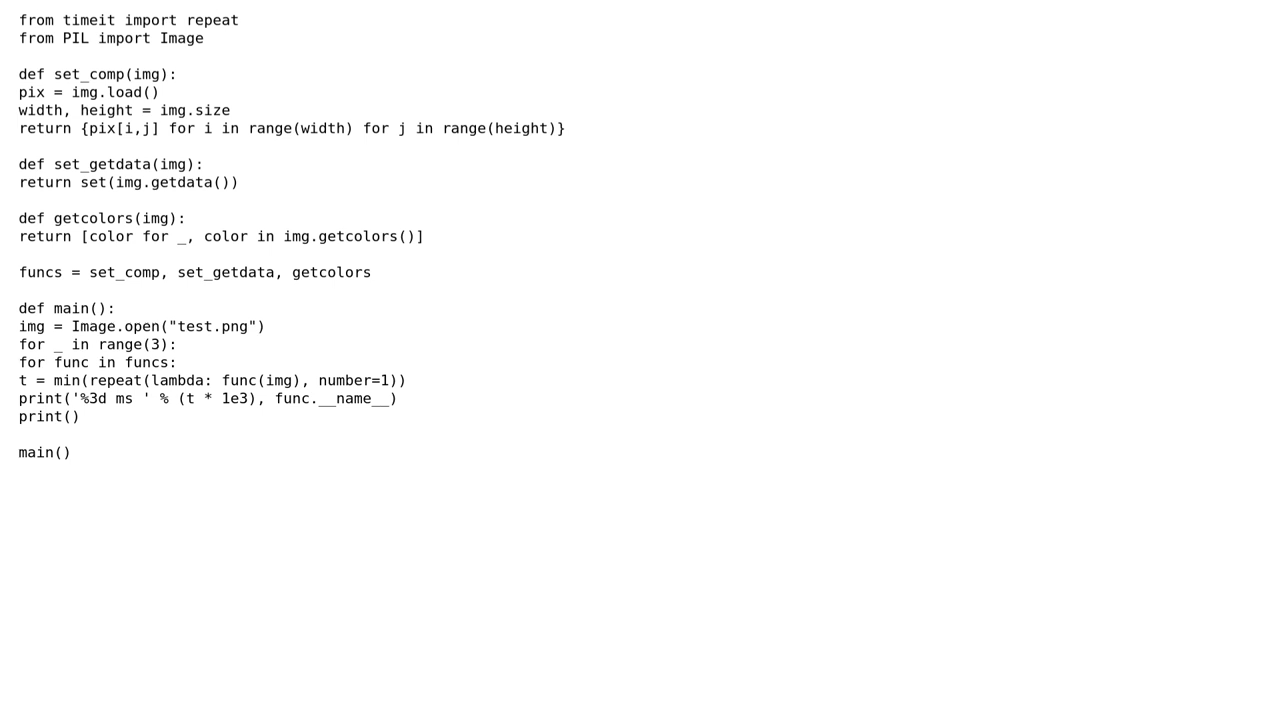 from timeit import repeat
from PIL import Image

def set_comp(img):
pix = img.load()
width, height = img.size
return {pix[i,j] for i in range(width) for j in range(height)}

def set_getdata(img):
return set(img.getdata())

def getcolors(img):
return [color for _, color in img.getcolors()]

funcs = set_comp, set_getdata, getcolors

def main():
img = Image.open("test.png")
for _ in range(3):
for func in funcs:
t = min(repeat(lambda: func(img), number=1))
print('%3d ms ' % (t * 1e3), func.__name__)
print()

main()